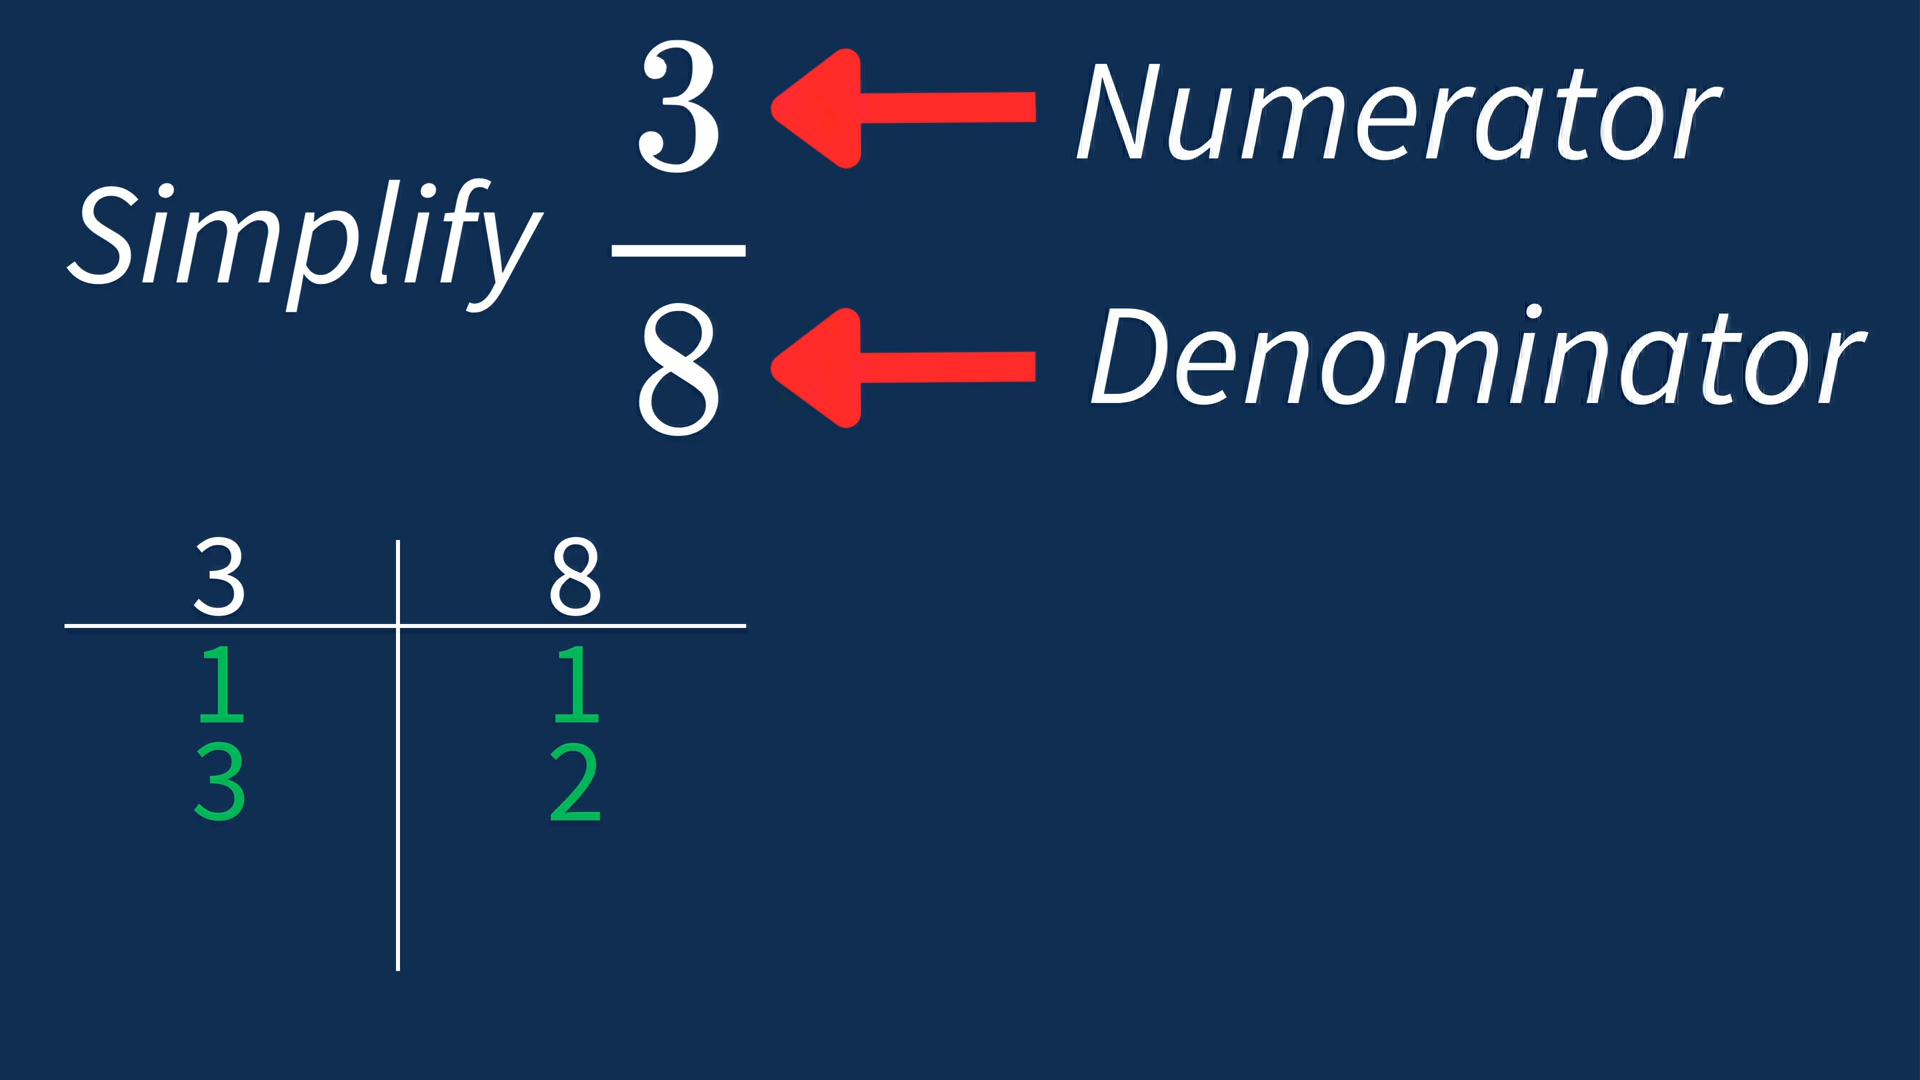 Simplify 3/8
Numerator
Denominator
3 8
1 1
3 2